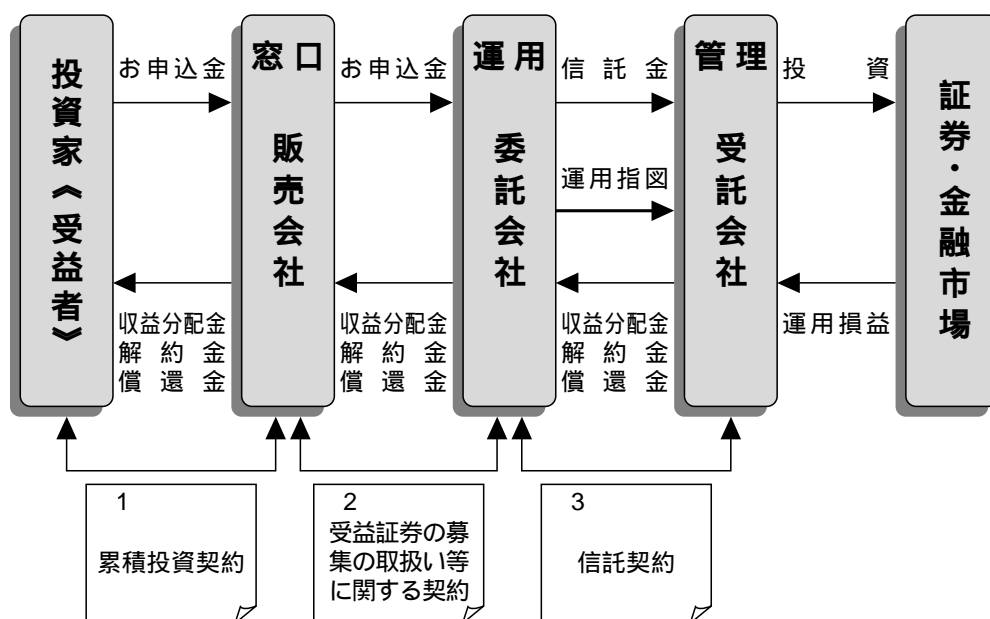 投資家《受益者》
お申込金
収益分配金
解約金
償還金
窓口
販売会社
お申込金
収益分配金
解約金
償還金
運用
委託会社
信託金
運用指図
収益分配金
解約金
償還金
管理
受託会社
投資
運用損益
証券・金融市場
1
累積投資契約
2
受益証券の募
集の取扱い等
に関する契約
3
信託契約